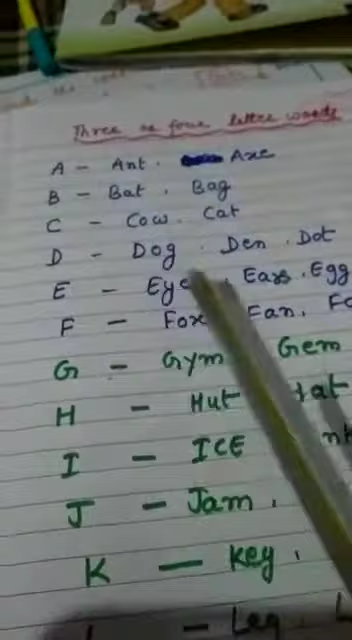 Three or four letter words
A - Ant. Axe
B - Bat. Bag
C - Cow. Cat
D - Dog. Den. Dot
E - Eye. Ears. Egg
F - Fox Fan.
G - Gym Gem
H - Hut Hat
I - ICE
J - Jam.
K - Key.
- Leg